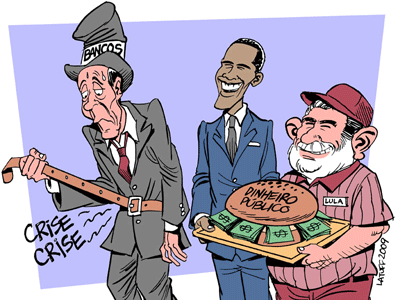 BANCOS
CRISE
CRISE
DINHEIRO
PÚBLICO
LULA
LATUFF 2009